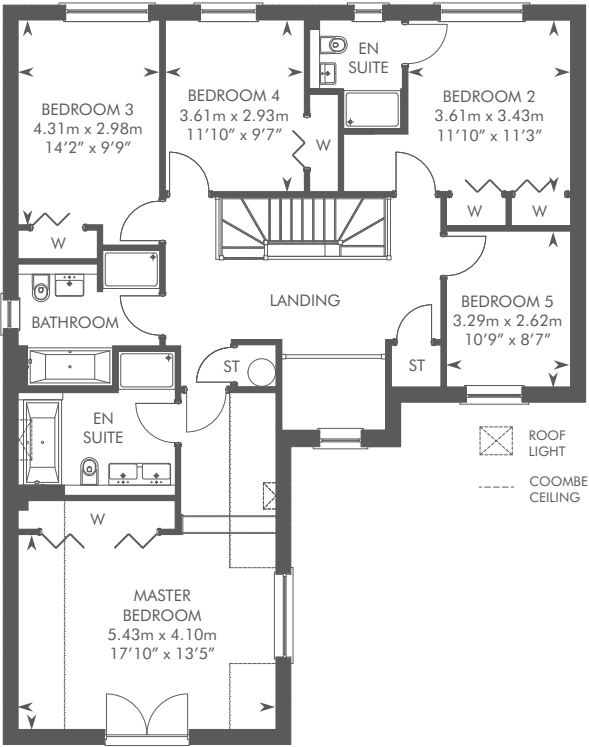 EN
SUITE
BEDROOM 3
4.31m x 2.98m
14’2” x 9’9”
BEDROOM 4
3.61m x 2.93m
11’10” x 9’7”
BEDROOM 2
3.61m x 3.43m
11’10” x 11’3”
W
W
W
W
LANDING
BEDROOM 5
3.29m x 2.62m
10’9” x 8’7”
BATHROOM
ST
ST
EN
SUITE
ROOF
LIGHT
COOMBE
CEILING
W
MASTER
BEDROOM
5.43m x 4.10m
17’10” x 13’5”